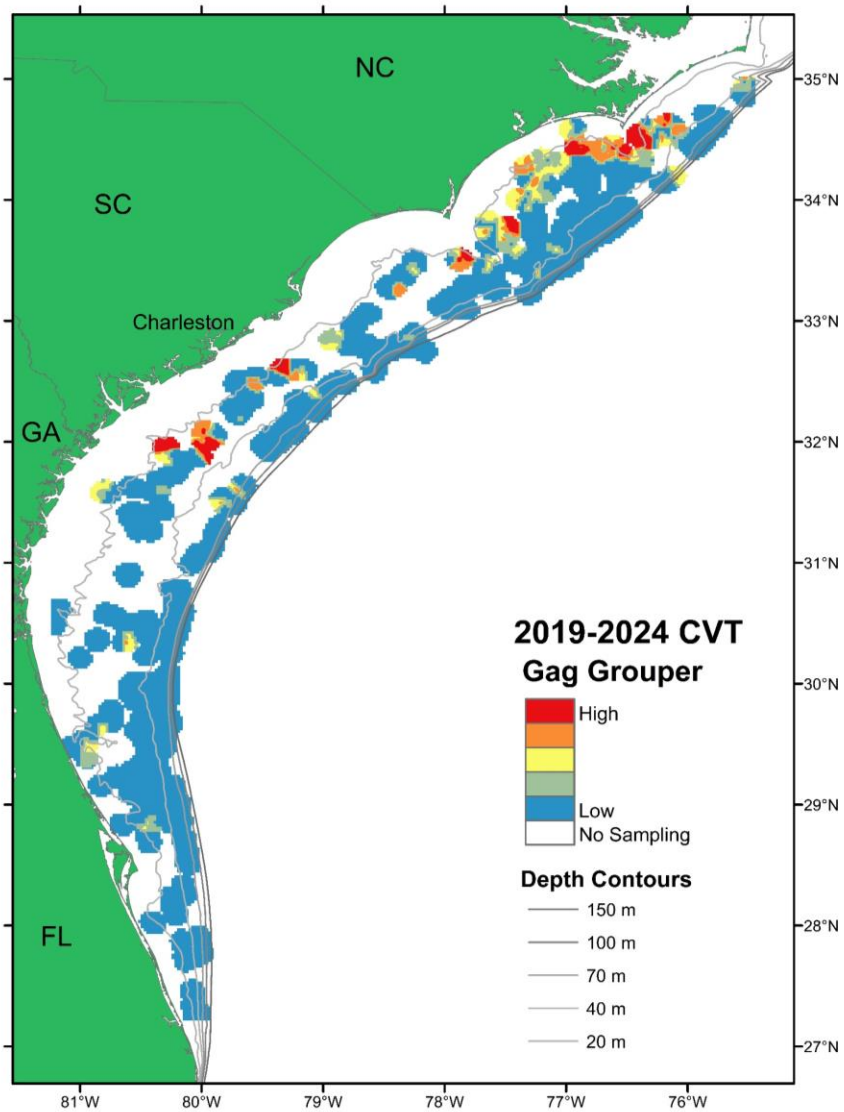 NC
35°N
SC
34°N
Charleston
33°N
GA
32°N
31°N
2019-2024 CVT
Gag Grouper
High
Low
No Sampling
30°N
29°N
Depth Contours
150 m
100 m
70 m
40 m
20 m
FL
28°N
27°N
81°W 80°W 79°W 78°W 77°W 76°W